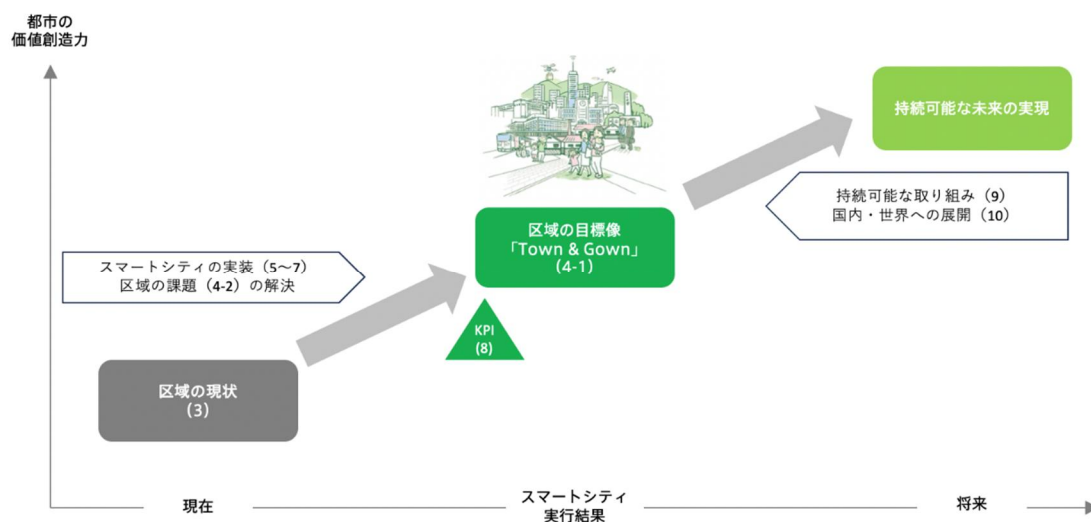 都市の
価値創造力
持続可能な未来の実現
持続可能な取り組み（9）
国内・世界への展開（10）
区域の目標像
「Town & Gown」
（4-1）
スマートシティの実装（5〜7）
区域の課題（4-2）の解決
KPI
(8)
区域の現状
（3）
現在
スマートシティ
実行結果
将来